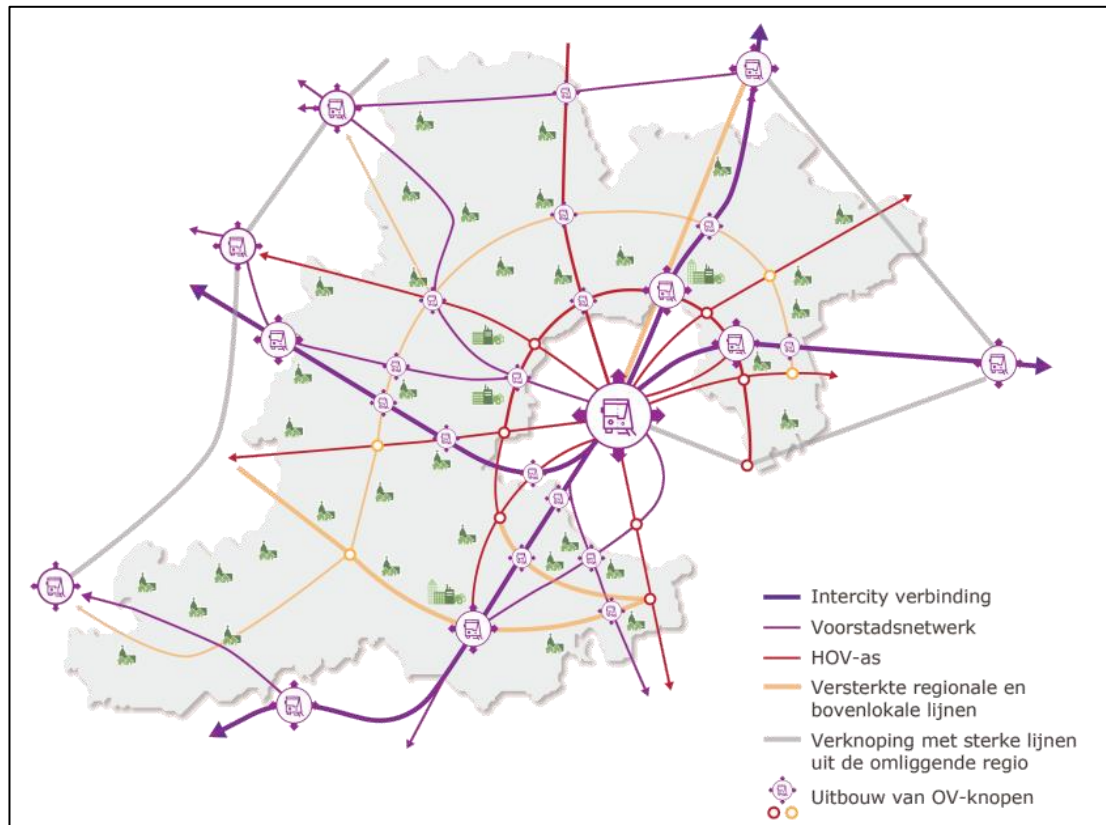 Intercity verbinding
Voorstadsnetwerk
HOV-as
Versterkte regionale en
bovenlokale lijnen
Verknoping met sterke lijnen
uit de omliggende regio
Uitbouw van OV-knopen